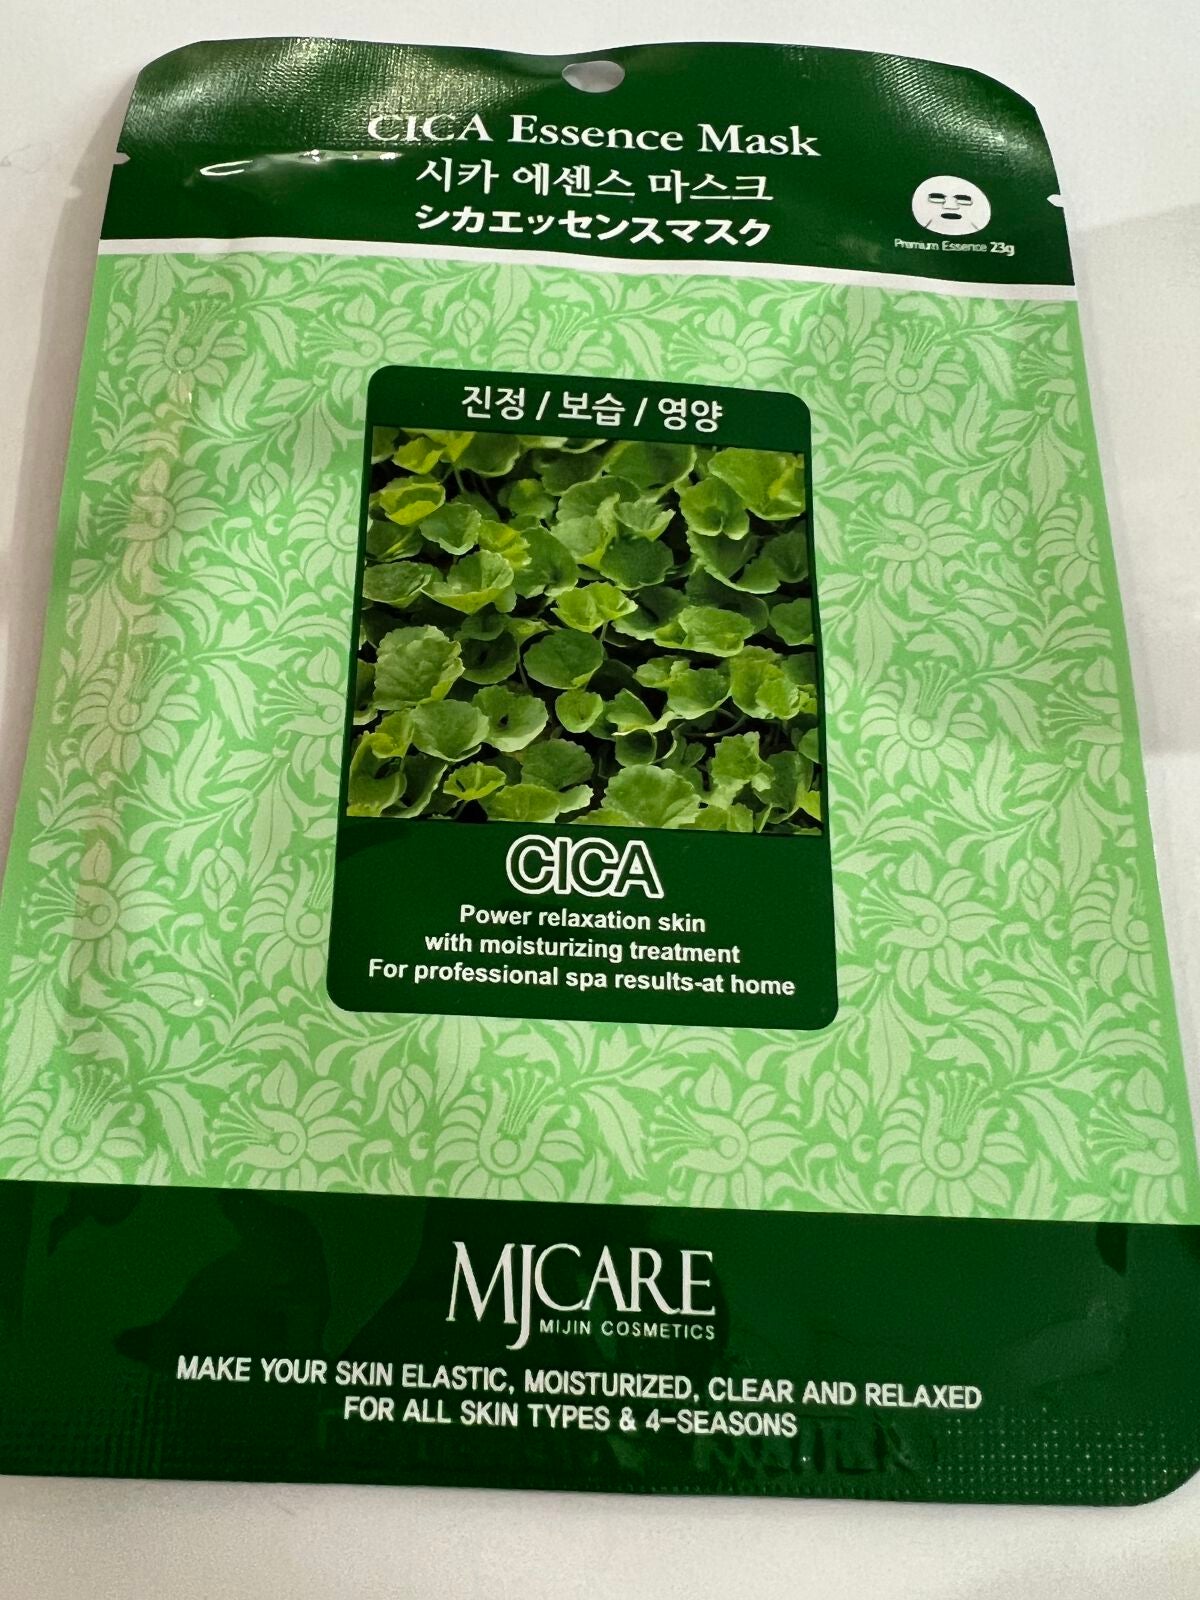 CICA Essence Mask
시카 에센스 마스크
シカエッセンスマスク
Premium Essence 23g
진정 / 보습 / 영양
CICA
Power relaxation skin
with moisturizing treatment
For professional spa results-at home
MJCARE
MIJIN COSMETICS
MAKE YOUR SKIN ELASTIC, MOISTURIZED, CLEAR AND RELAXED
FOR ALL SKIN TYPES & 4-SEASONS